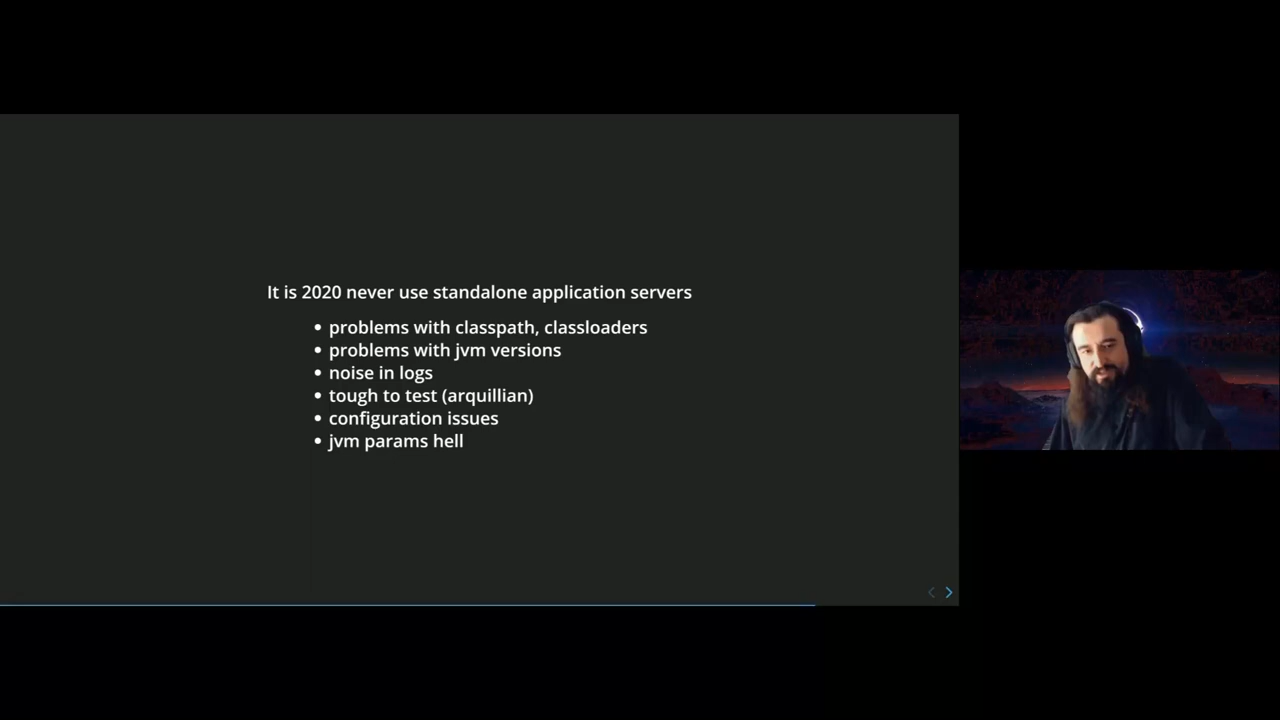 It is 2020 never use standalone application servers
problems with classpath, classloaders
problems with jvm versions
noise in logs
tough to test (arquillian)
configuration issues
jvm params hell